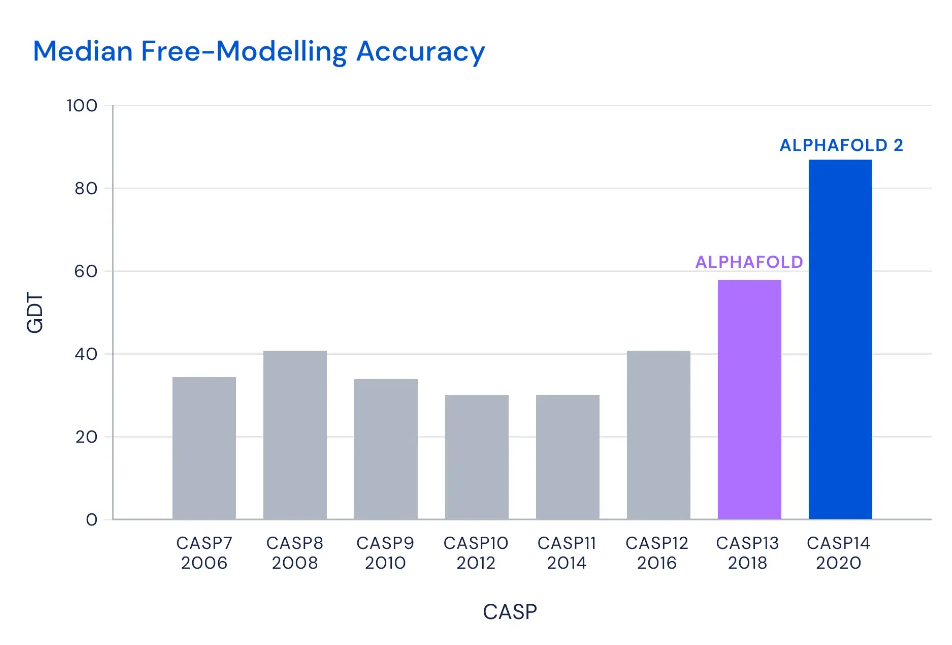 Median Free-Modelling Accuracy
100
ALPHAFOLD 2
80
ALPHAFOLD
60
GDT
40
20
0
CASP7 CASP8 CASP9 CASP10 CASP11 CASP12 CASP13 CASP14
2006 2008 2010 2012 2014 2016 2018 2020
CASP